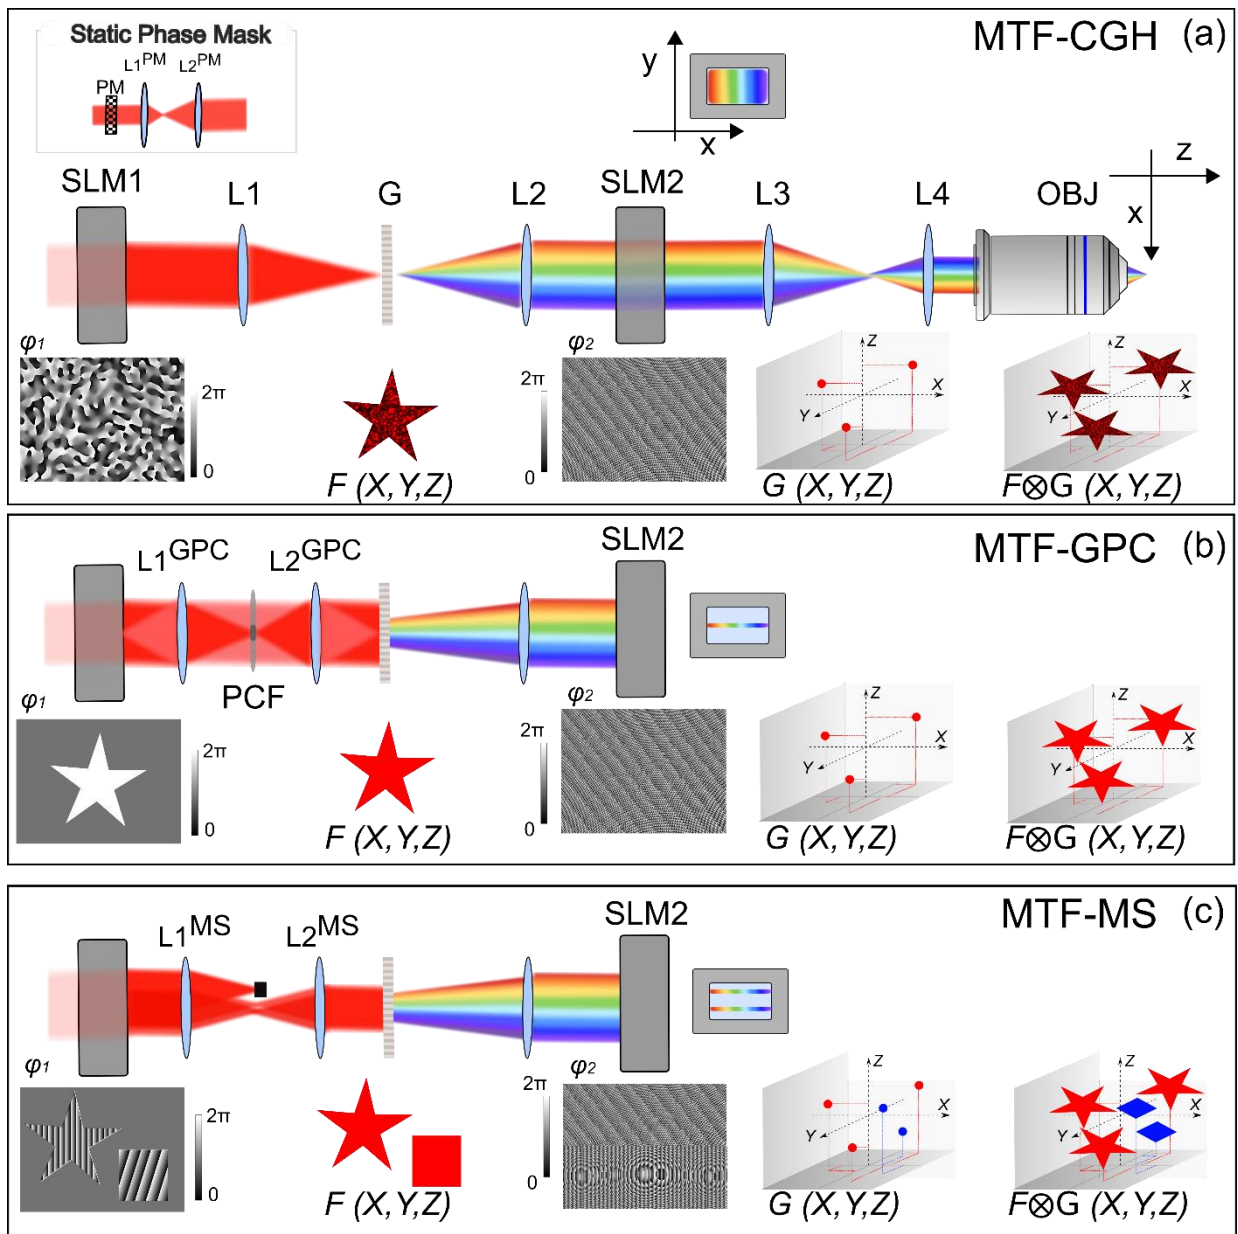 Static Phase Mask
L1PM L2PM
PM
MTF-CGH (a)
y
x
z
x
SLM1 L1 G L2 SLM2 L3 L4 OBJ
φ1 2π 0
F (X,Y,Z)
φ2 2π 0
Z X Y
G (X,Y,Z)
Z X Y
F⊗G (X,Y,Z)
MTF-GPC (b)
L1GPC L2GPC SLM2
PCF
φ1 2π 0
F (X,Y,Z)
φ2 2π 0
Z X Y
G (X,Y,Z)
Z X Y
F⊗G (X,Y,Z)
MTF-MS (c)
L1MS L2MS SLM2
φ1 2π 0
F (X,Y,Z)
φ2 2π 0
Z X Y
G (X,Y,Z)
Z X Y
F⊗G (X,Y,Z)